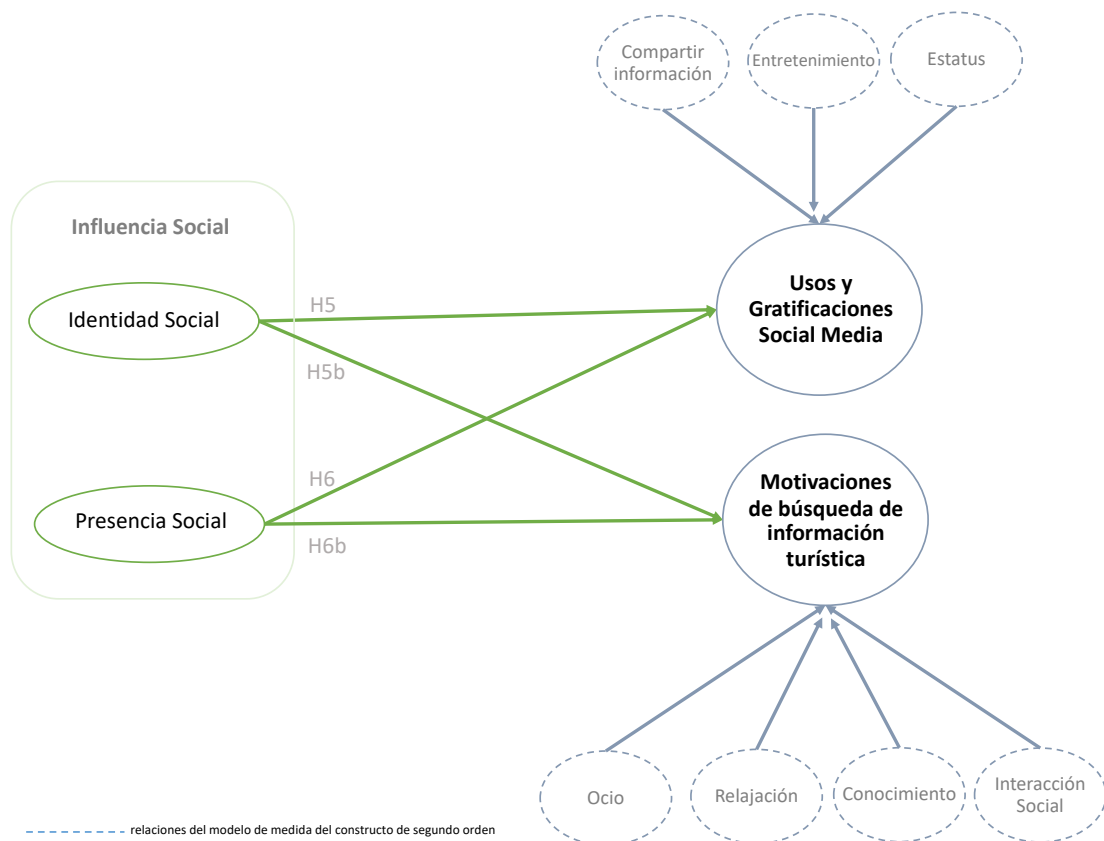 Compartir
información
Entretenimiento
Estatus
Influencia Social
Identidad Social
H5
H5b
Usos y
Gratificaciones
Social Media
Presencia Social
H6
H6b
Motivaciones
de búsqueda de
información
turística
Ocio
Relajación
Conocimiento
Interacción
Social
relaciones del modelo de medida del constructo de segundo orden